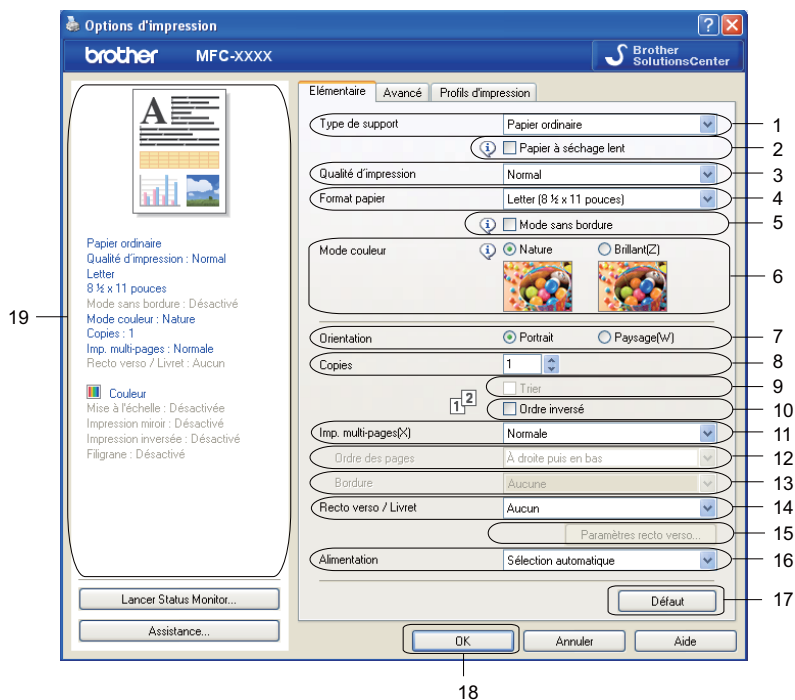 Options d'impression
brother MFC-XXXX
Brother
SolutionsCenter
A
Papier ordinaire
Qualité d'impression : Normal
Letter
8 ½ x 11 pouces
Mode sans bordure : Désactivé
Mode couleur : Nature
Copies : 1
Imp. multi-pages : Normale
Recto verso / Livret : Aucun
Couleur
Mise à l'échelle : Désactivée
Impression miroir : Désactivé
Impression inversée : Désactivé
Filigrane : Désactivé
Lancer Status Monitor...
Assistance...
19
Elémentaire Avancé Profils d'impression
Type de support Papier ordinaire 1
Papier à séchage lent 2
Qualité d'impression Normal 3
Format papier Letter (8 ½ x 11 pouces) 4
Mode sans bordure 5
Mode couleur Nature Brillant(Z) 6
Orientation Portrait Paysage(W) 7
Copies 1 8
Trier 9
1 2 Ordre inversé 10
Imp. multi-pages(X) Normale 11
Ordre des pages À droite puis en bas 12
Bordure Aucune 13
Recto verso / Livret Aucun 14
Paramètres recto verso... 15
Alimentation Sélection automatique 16
Défaut 17
OK Annuler Aide
18